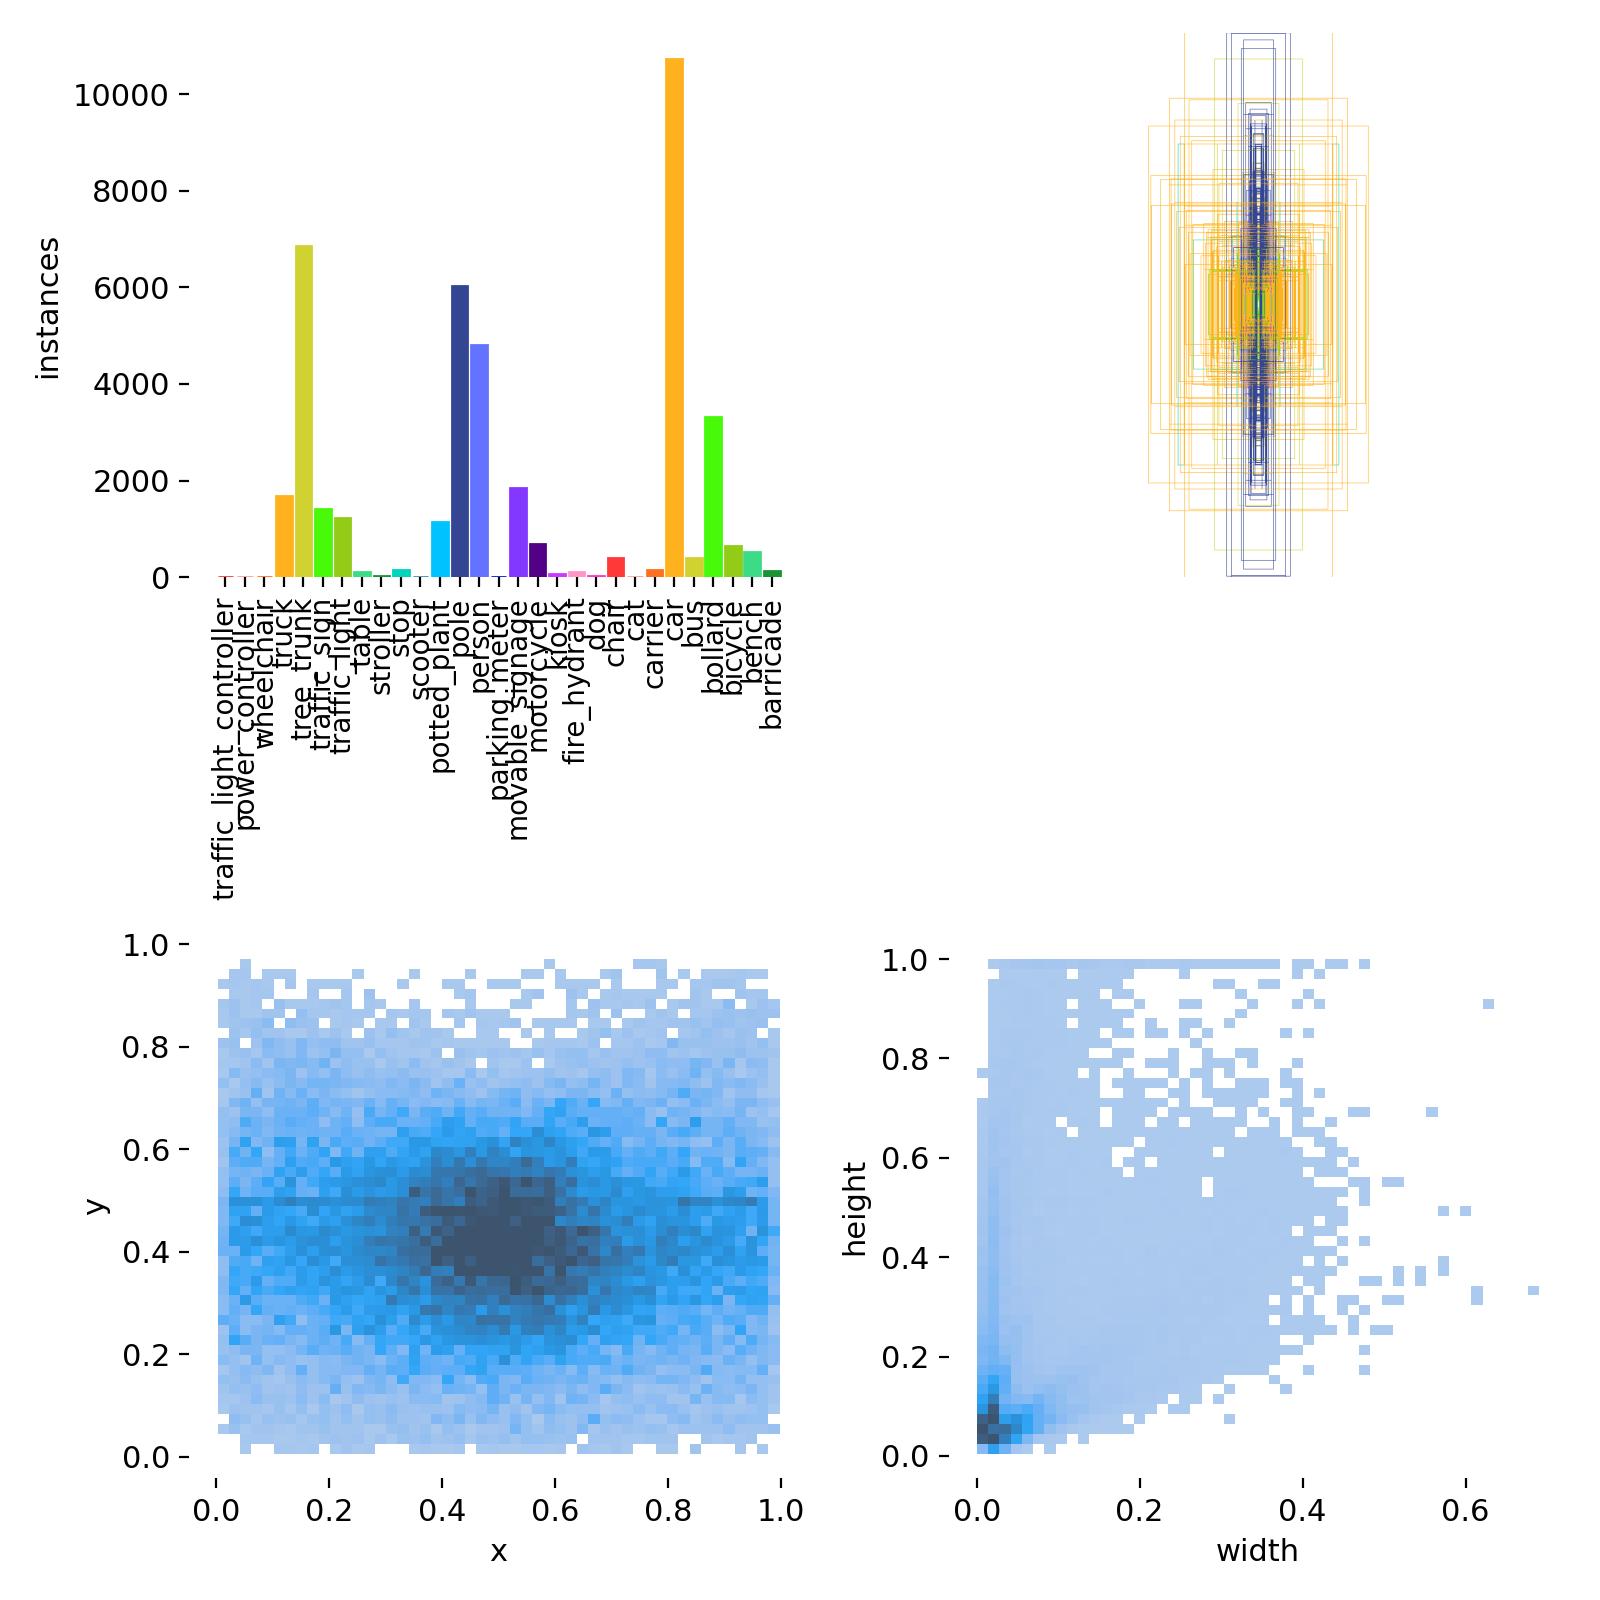 instances
10000
8000
6000
4000
2000
0
traffic_light_controller
power_controller
wheelchair
truck
tree_trunk
traffic_sign
traffic_light
table
stroller
stop
scooter
potted_plant
pole
person
parking_meter
movable_signage
motorcycle
kiosk
fire_hydrant
dog
chair
cat
carrier
car
bus
bollard
bicycle
bench
barricade
y
1.0
0.8
0.6
0.4
0.2
0.0
0.0 0.2 0.4 0.6 0.8 1.0
x
height
1.0
0.8
0.6
0.4
0.2
0.0
0.0 0.2 0.4 0.6
width